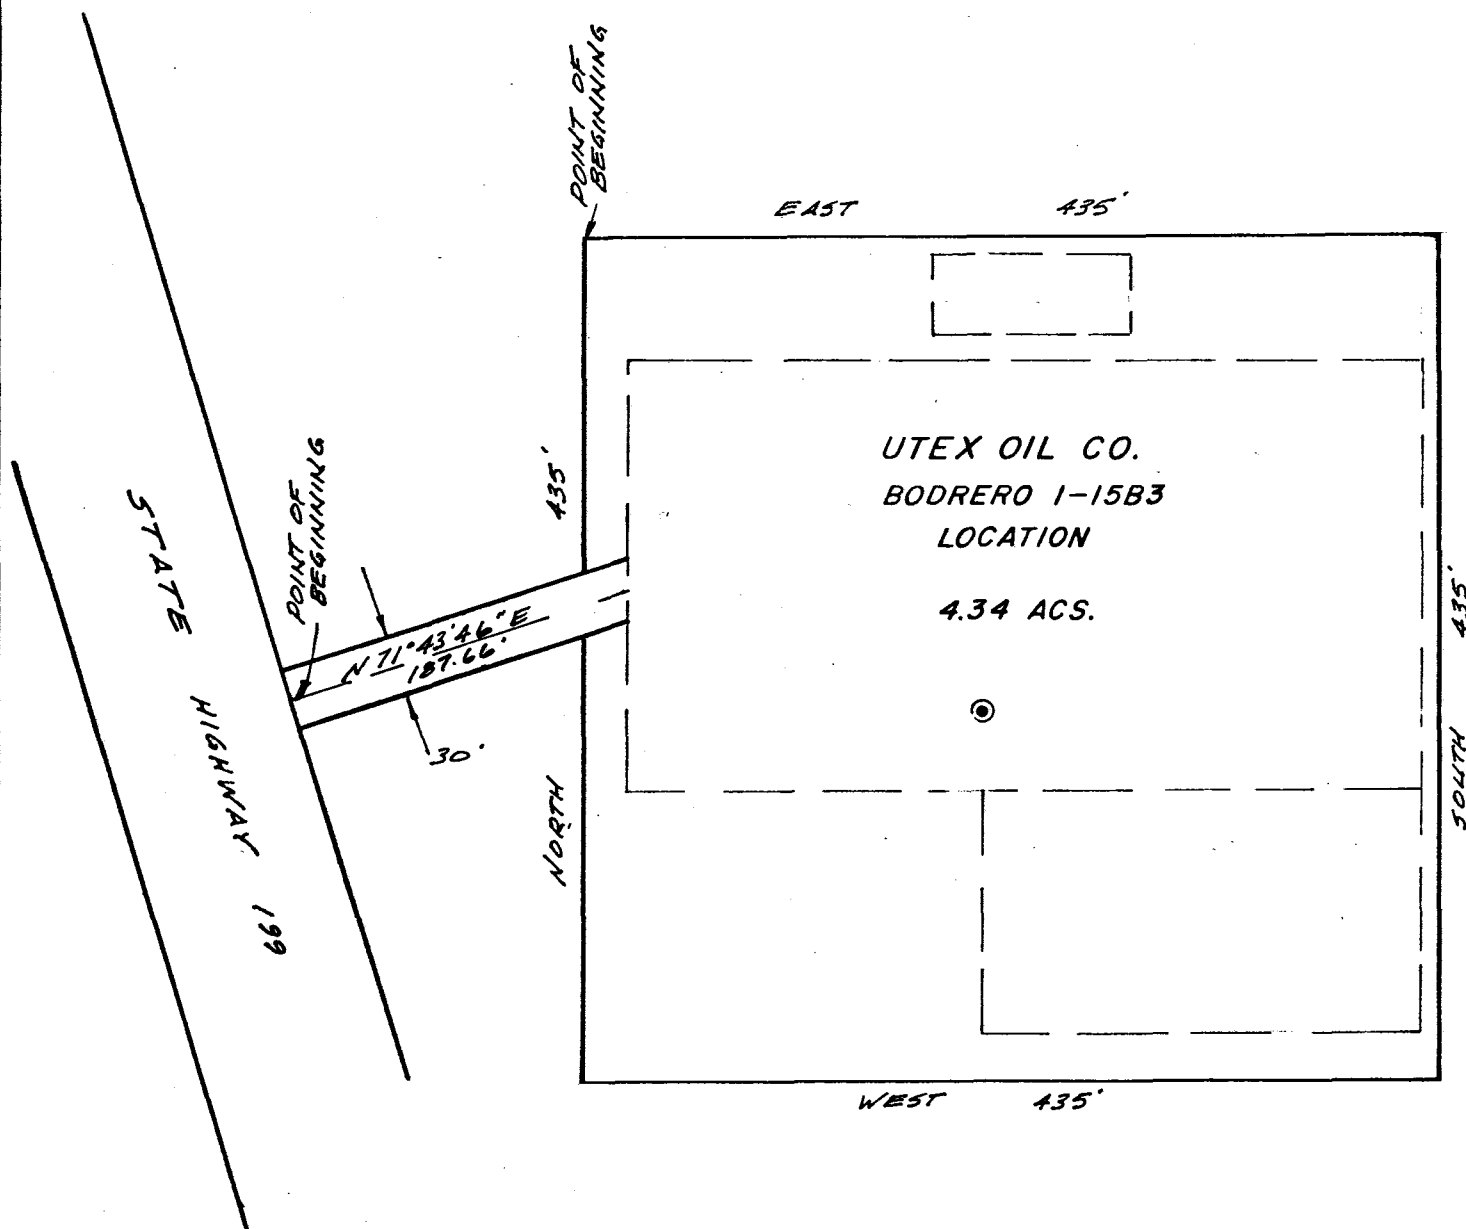 POINT OF
BEGINNING
EAST 435'
UTEX OIL CO.
BODRERO 1-15B3
LOCATION
4.34 ACS.
435'
NORTH
POINT OF
BEGINNING
N 71°43'46" E
187.66'
30'
STATE HIGHWAY 199
435'
SOUTH
WEST 435'